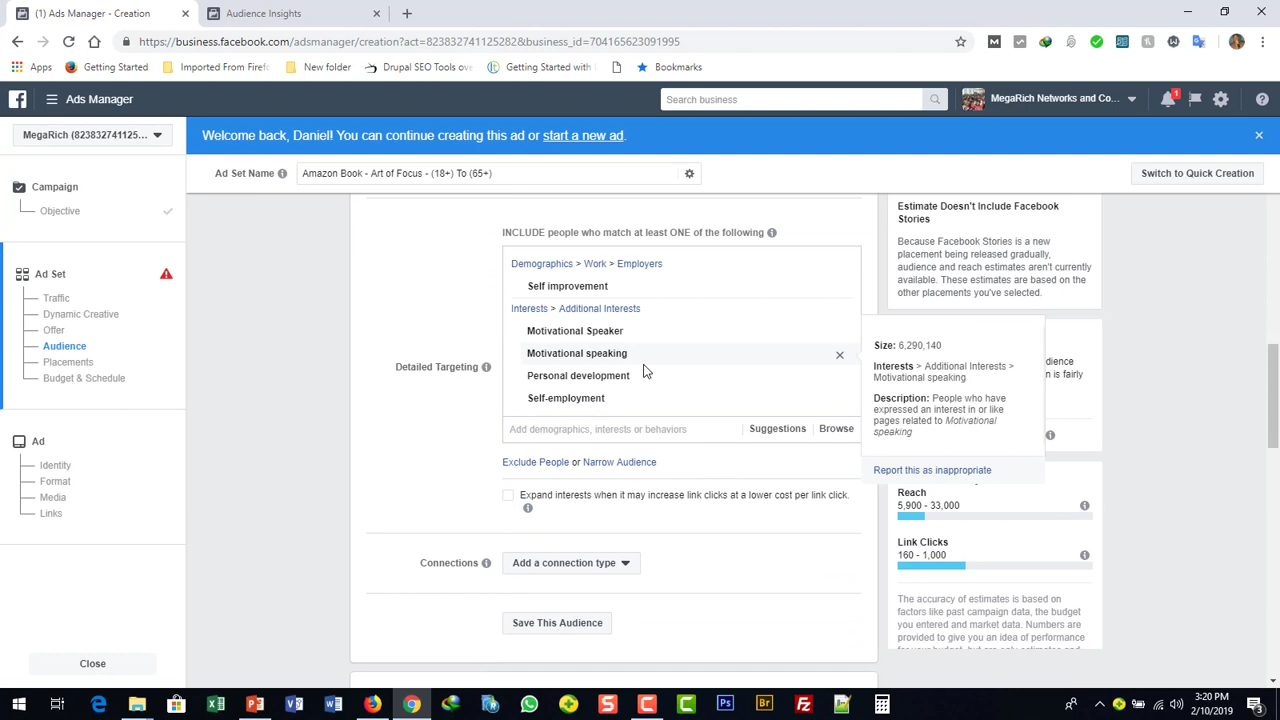 (1) Ads Manager - Creation
Audience Insights
https://business.facebook.com/adsmanager/creation?act=823832741125282&business_id=704165623091995
Apps
Getting Started
Imported From Firef
New folder
Drupal SEO Tools ove
Getting Started with
Bookmarks
Ads Manager
Search business
MegaRich Networks and Co...
1
MegaRich (823832741125...
Welcome back, Daniel! You can continue creating this ad or start a new ad.
Ad Set Name
Amazon Book - Art of Focus - (18+) To (65+)
Switch to Quick Creation
Campaign
Objective
Ad Set
Traffic
Dynamic Creative
Offer
Audience
Placements
Budget & Schedule
Ad
Identity
Format
Media
Links
Close
INCLUDE people who match at least ONE of the following
Demographics > Work > Employers
Self improvement
Interests > Additional Interests
Motivational Speaker
Motivational speaking
Detailed Targeting
Personal development
Self-employment
Add demographics, interests or behaviors
Suggestions
Browse
Exclude People or Narrow Audience
Expand interests when it may increase link clicks at a lower cost per link click.
Connections
Add a connection type
Save This Audience
Estimate Doesn't Include Facebook
Stories
Because Facebook Stories is a new
placement being released gradually,
audience and reach estimates aren't currently
available. These estimates are based on the
other placements you've selected.
Size: 6,290,140
Interests > Additional Interests >
Motivational speaking
Description: People who have
expressed an interest in or like
pages related to Motivational
speaking
Report this as inappropriate
dience
n is fairly
Reach
5,900 - 33,000
Link Clicks
160 - 1,000
The accuracy of estimates is based on
factors like past campaign data, the budget
you entered and market data. Numbers are
provided to give you an idea of performance
3:20 PM
2/10/2019